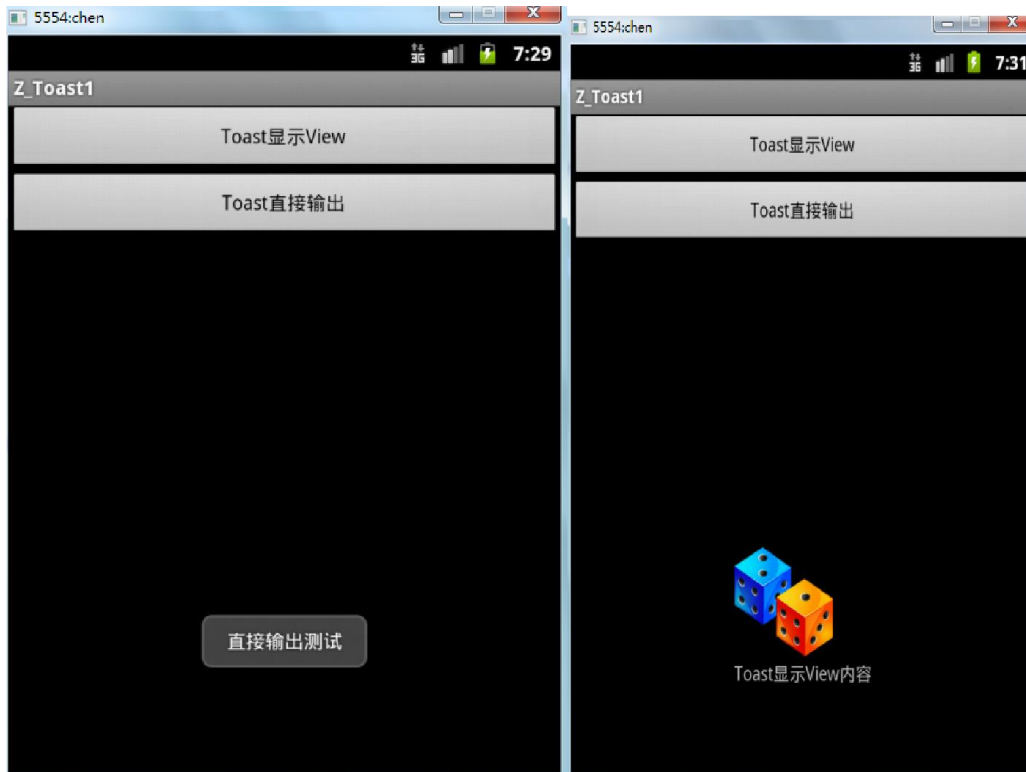 5554:chen
3G 7:29
Z_Toast1
Toast显示View
Toast直接输出
直接输出测试
5554:chen
3G 7:31
Z_Toast1
Toast显示View
Toast直接输出
Toast显示View内容